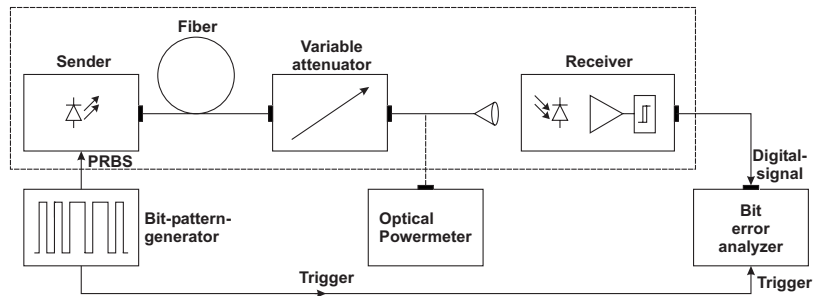 Fiber
Sender
Variable
attenuator
Receiver
PRBS
Digital-
signal
Bit-pattern-
generator
Optical
Powermeter
Bit
error
analyzer
Trigger
Trigger